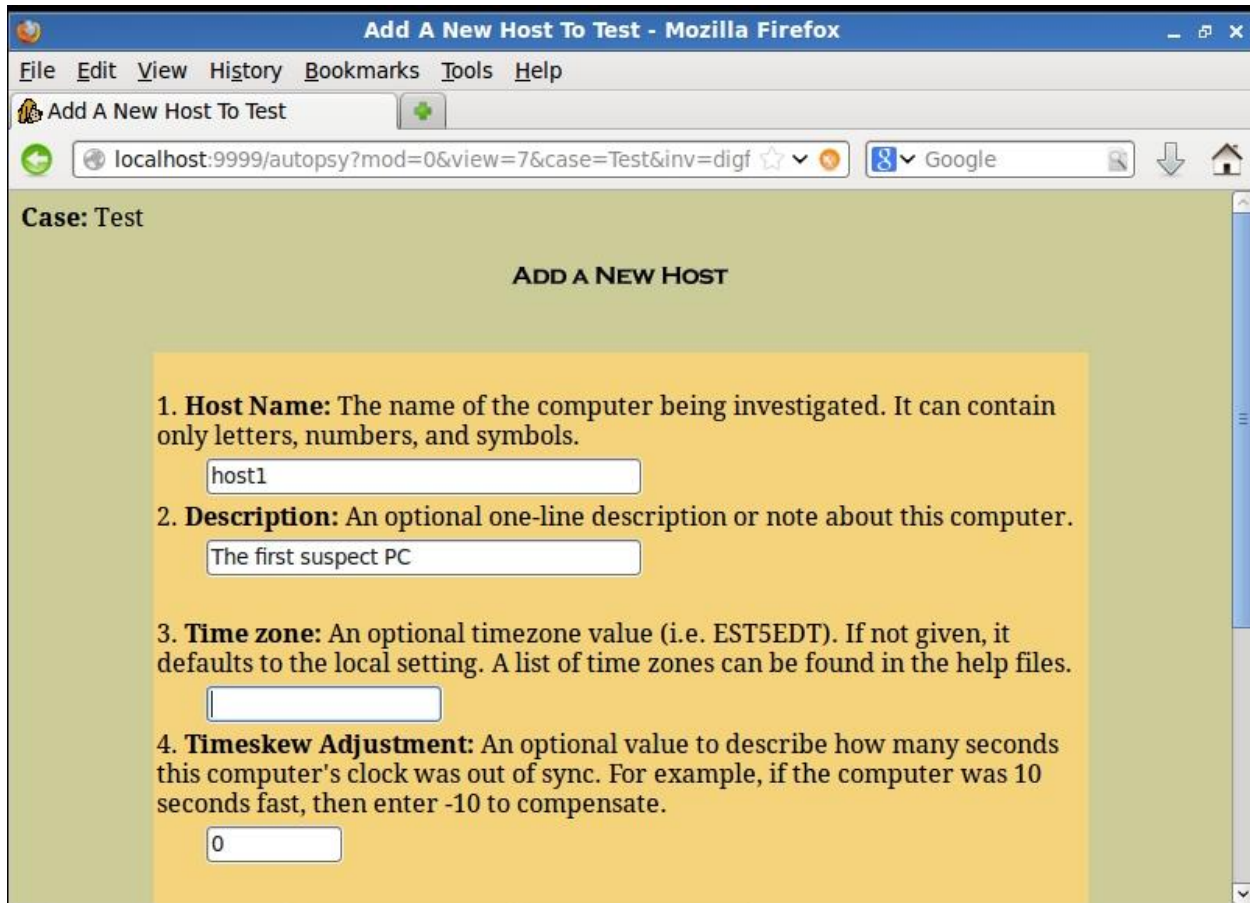 Add A New Host To Test - Mozilla Firefox
File Edit View History Bookmarks Tools Help
Add A New Host To Test
localhost:9999/autopsy?mod=0&view=7&case=Test&inv=digf
8 Google
Case: Test
ADD A NEW HOST
1. Host Name: The name of the computer being investigated. It can contain
only letters, numbers, and symbols.
host1
2. Description: An optional one-line description or note about this computer.
The first suspect PC
3. Time zone: An optional timezone value (i.e. EST5EDT). If not given, it
defaults to the local setting. A list of time zones can be found in the help files.
4. Timeskew Adjustment: An optional value to describe how many seconds
this computer's clock was out of sync. For example, if the computer was 10
seconds fast, then enter -10 to compensate.
0